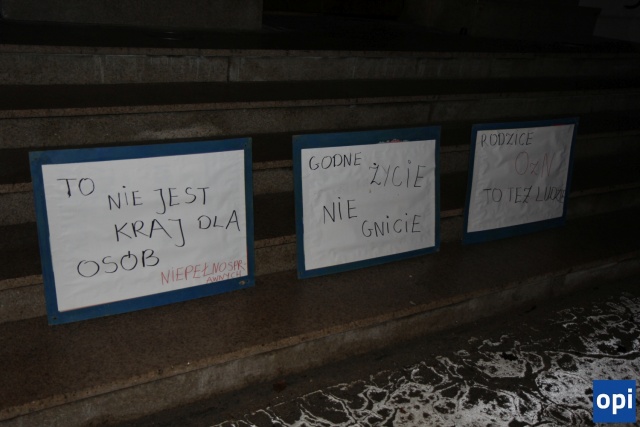 TO
NIE JEST
KRAJ DLA
OSÓB
NIEPEŁNOSPR-
AWNYCH
GODNE
ŻYCIE
NIE
GNICIE
RODZICE
OzN
TO TEŻ LUDZIE
opi